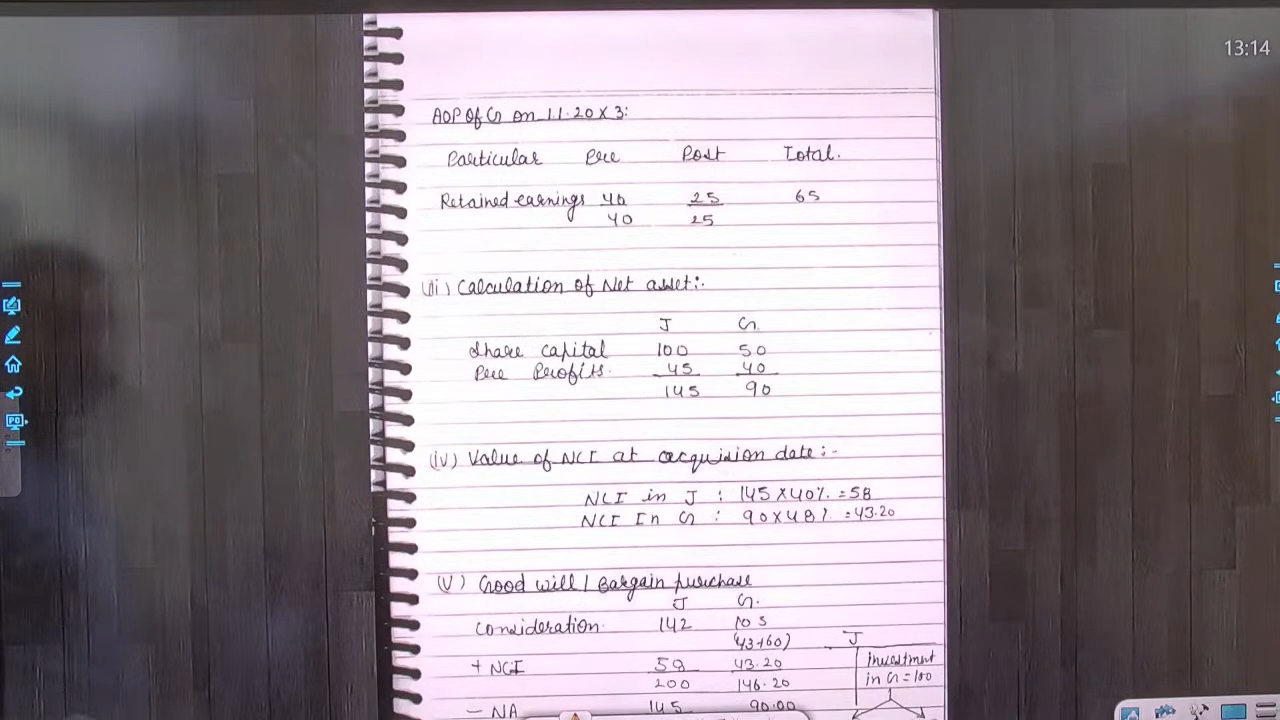 13:14
AOP Of G on 1.1.20X3:
Particular Pre Post Total.
Retained earnings 40 25 65
40 25
(iii) Calculation of Net asset:-
J G.
Share capital 100 50
Pre Profits. 45 40
145 90
(iv) Value of NCI at acquision date:-
NCI in J : 145 X 40% = 58
NCI In G : 90 X 48% = 43.20
(V) Good will / Bargain purchase
J G.
Consideration. 142 103
(43+60)
J
+ NCI 58 43.20
investment
200 146.20
in G = 100
- NA 145 90.00